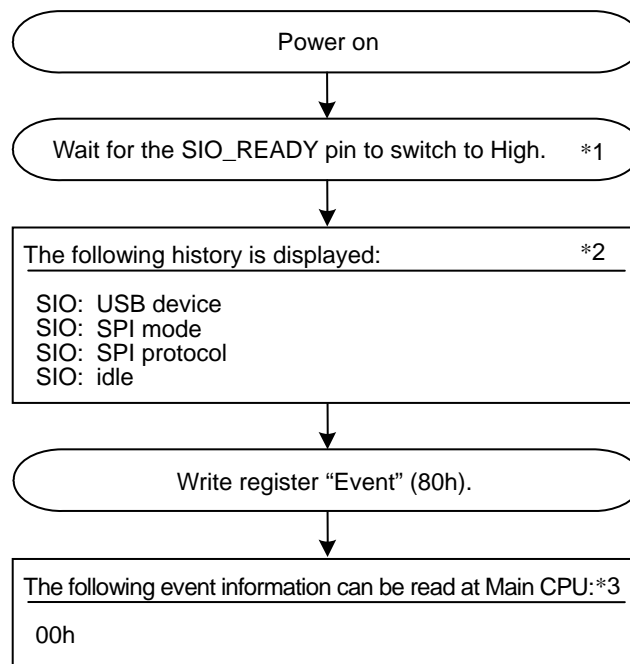 Power on
Wait for the SIO_READY pin to switch to High. *1
The following history is displayed: *2
SIO: USB device
SIO: SPI mode
SIO: SPI protocol
SIO: idle
Write register “Event” (80h).
The following event information can be read at Main CPU:*3
00h